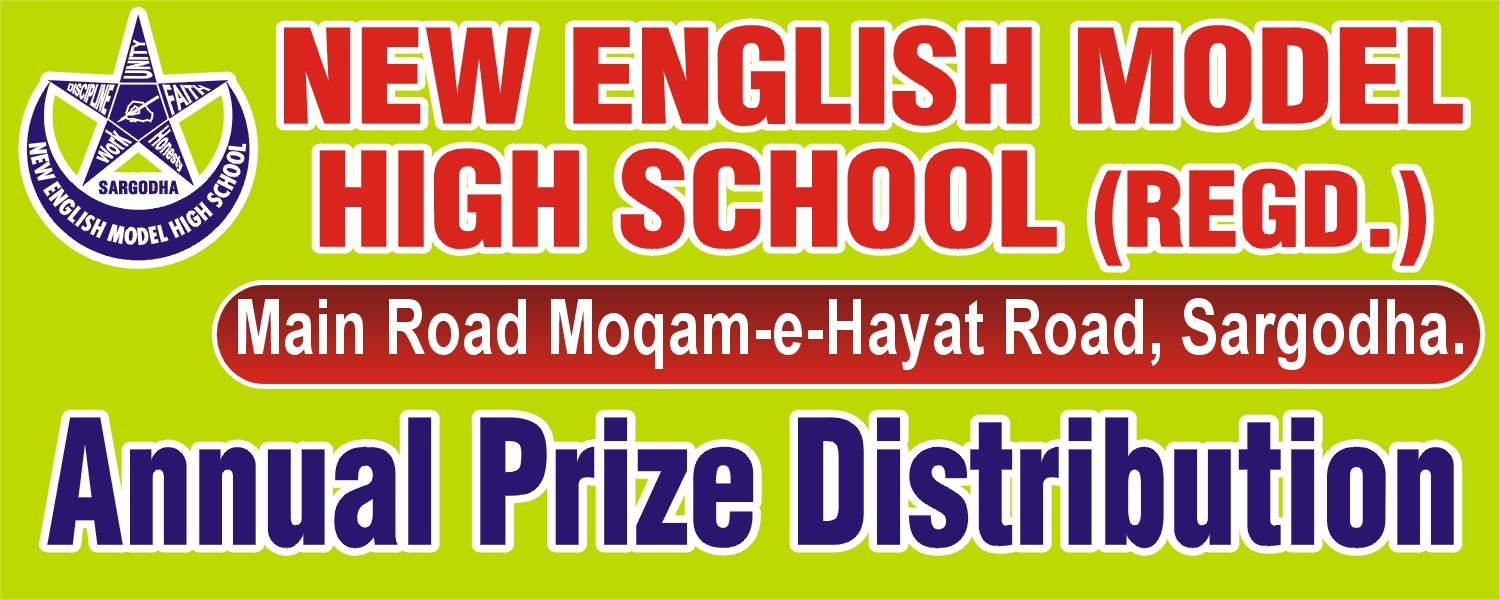 UNITY
DISCIPLINE
FAITH
Work
Honesty
SARGODHA
NEW ENGLISH MODEL HIGH SCHOOL
NEW ENGLISH MODEL
HIGH SCHOOL (REGD.)
Main Road Moqam-e-Hayat Road, Sargodha.
Annual Prize Distribution